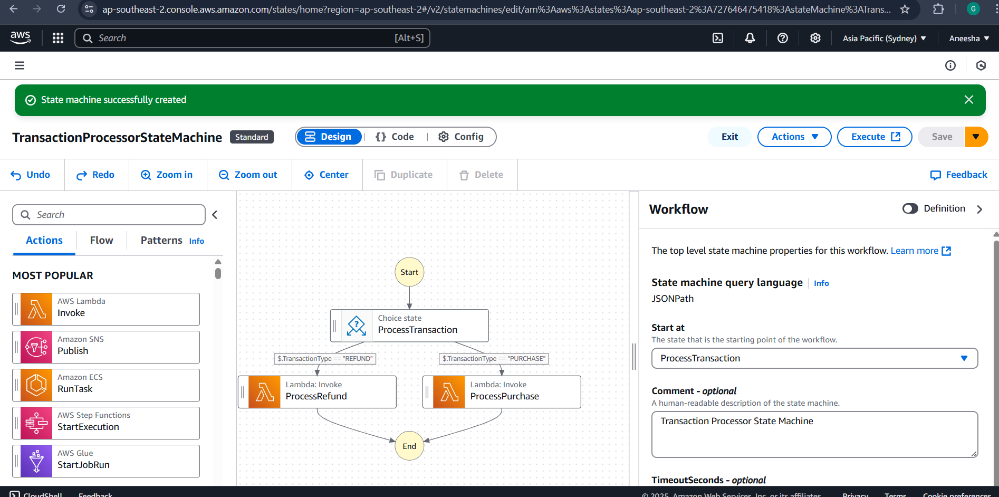 ap-southeast-2.console.aws.amazon.com/states/home?region=ap-southeast-2#/v2/statemachines/edit/arn%3Aaws%3Astates%3Aap-southeast-2%3A727646475418%3AstateMachine%3ATrans...
G
aws
Search
[Alt+S]
Asia Pacific (Sydney)
Aneesha
State machine successfully created
TransactionProcessorStateMachine
Standard
Design
{} Code
Config
Exit
Actions
Execute
Save
Undo
Redo
Zoom in
Zoom out
Center
Duplicate
Delete
Feedback
Search
Actions
Flow
Patterns Info
MOST POPULAR
AWS Lambda
Invoke
Amazon SNS
Publish
Amazon ECS
RunTask
AWS Step Functions
StartExecution
AWS Glue
StartJobRun
Start
Choice state
ProcessTransaction
$.TransactionType == "REFUND"
$.TransactionType == "PURCHASE"
Lambda: Invoke
ProcessRefund
Lambda: Invoke
ProcessPurchase
End
Workflow
Definition
The top level state machine properties for this workflow. Learn more
State machine query language Info
JSONPath
Start at
The state that is the starting point of the workflow.
ProcessTransaction
Comment - optional
A human-readable description of the state machine.
Transaction Processor State Machine
TimeoutSeconds - optional
CloudShell
Feedback
© 2025, Amazon Web Services, Inc. or its affiliates.
Privacy
Terms
Cookie preferences